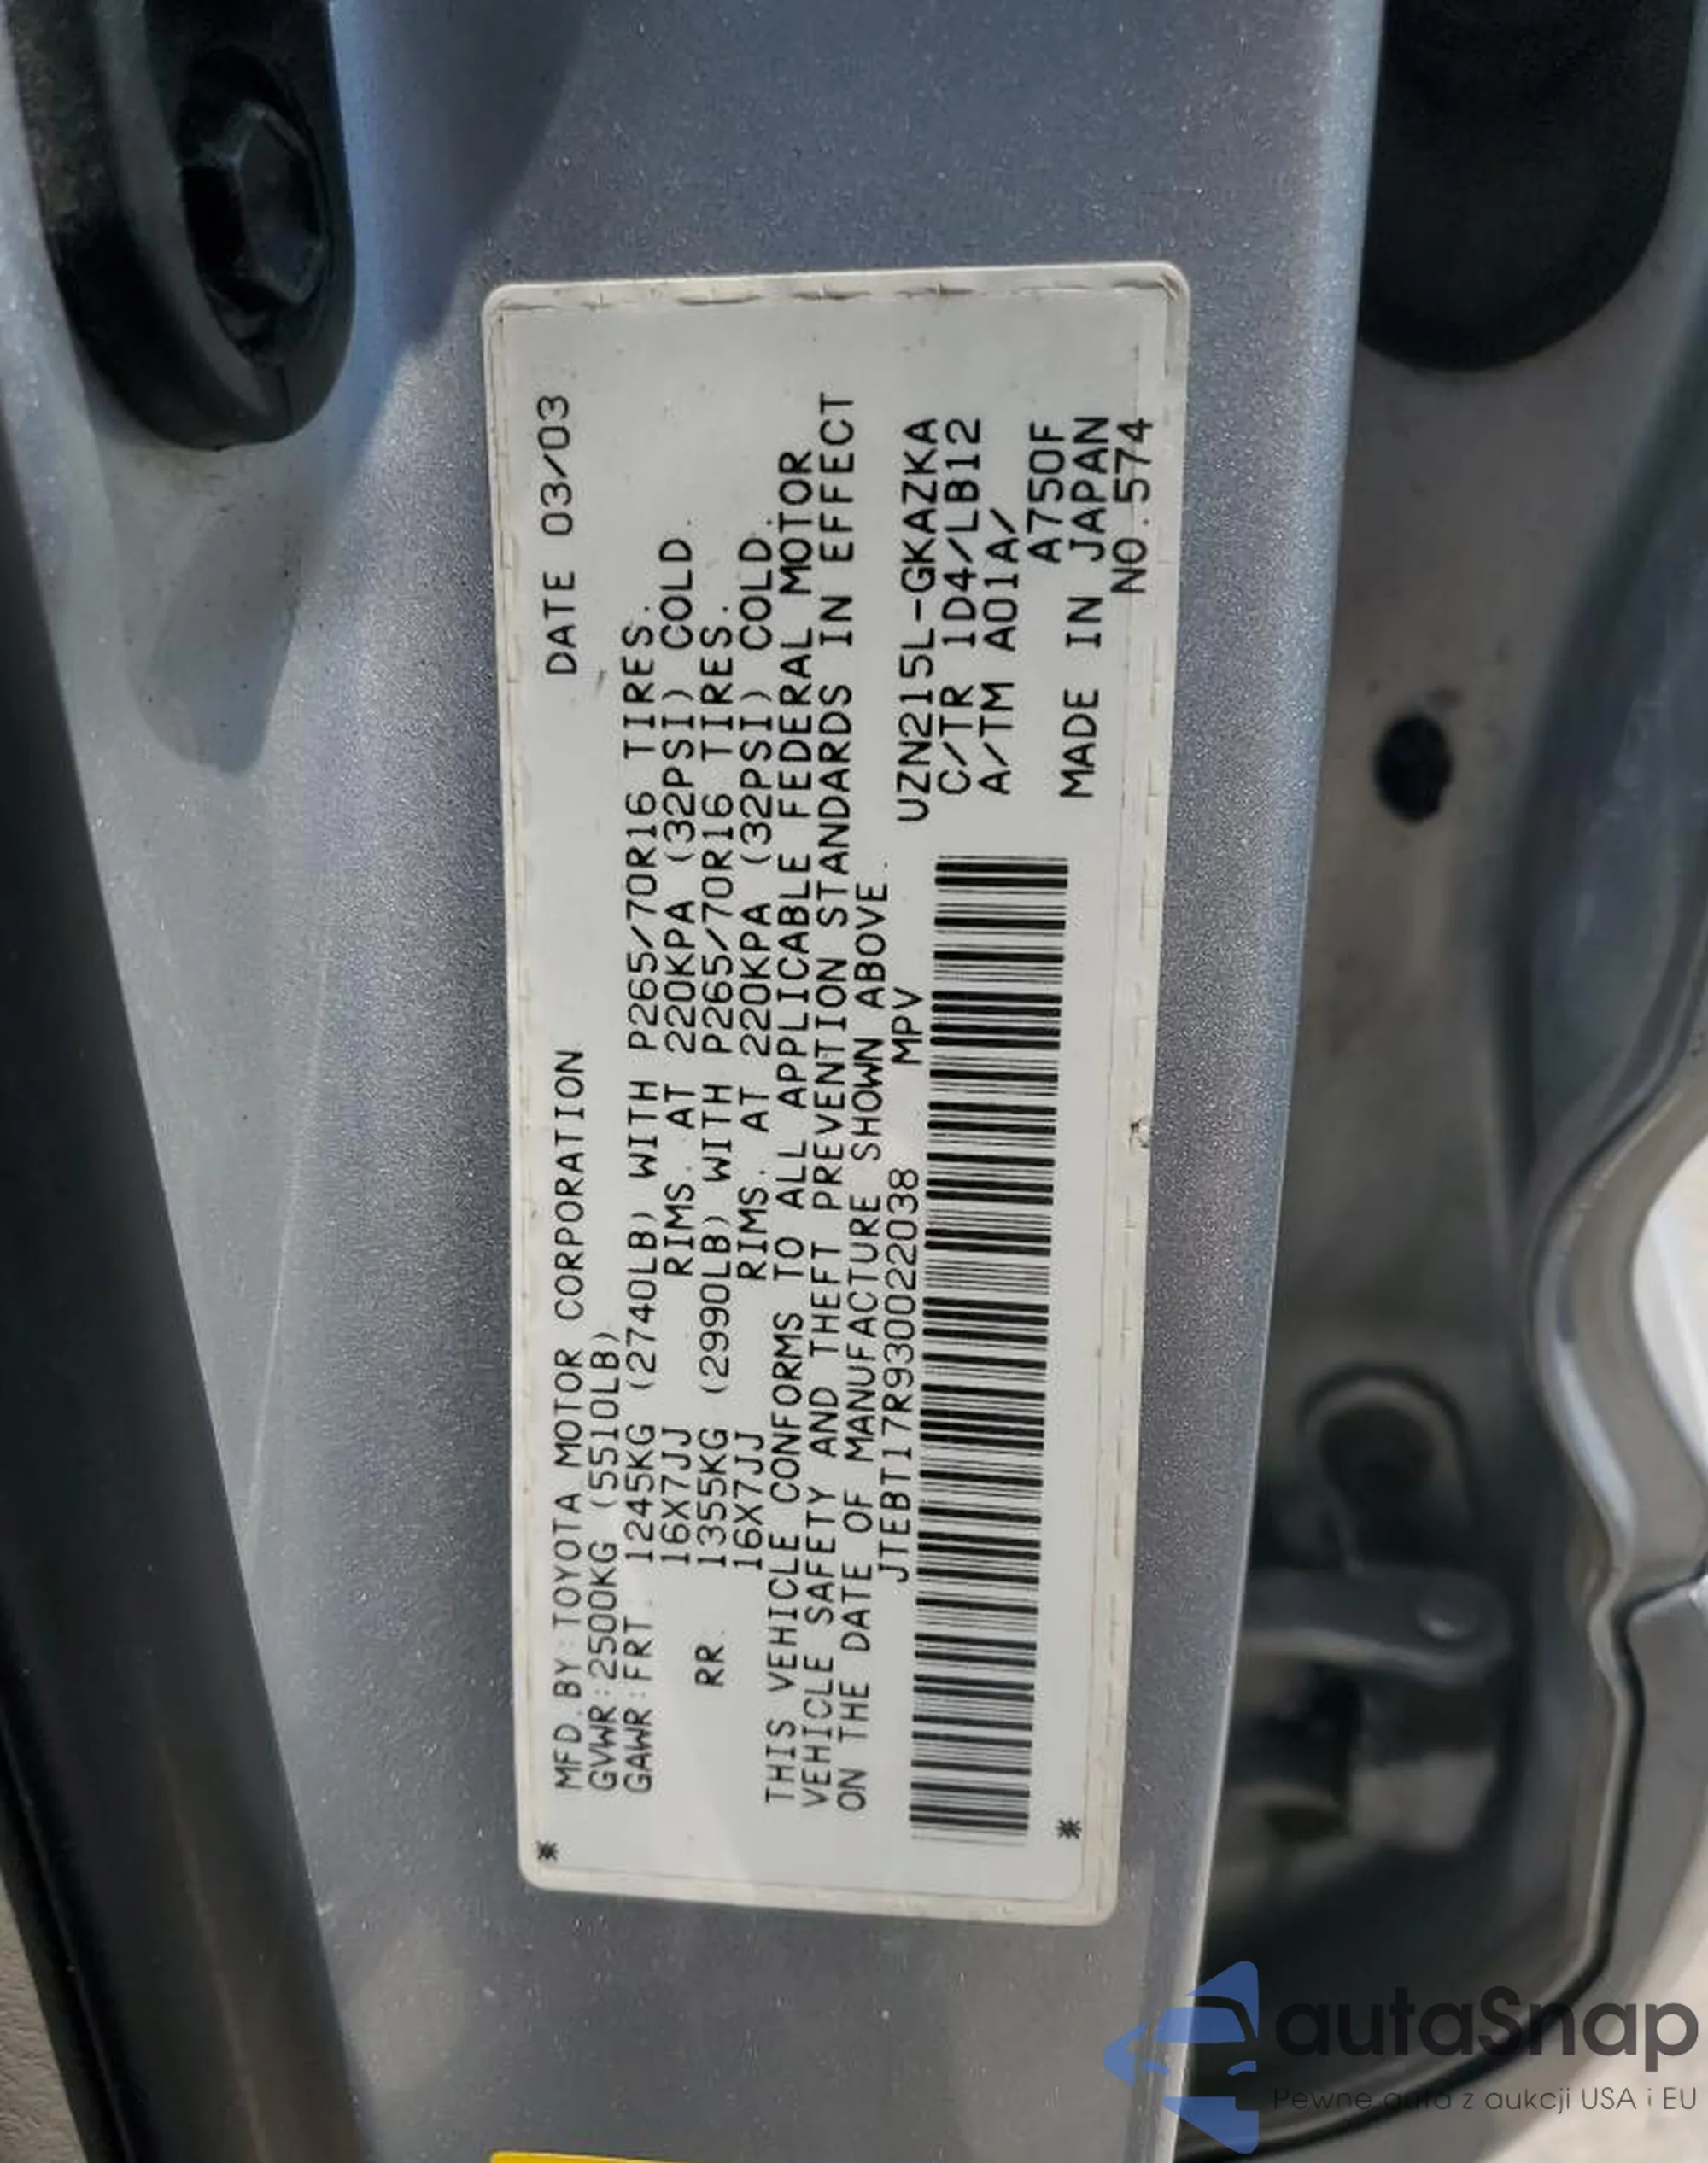 MFD.BY:TOYOTA MOTOR CORPORATION DATE 03/03
GVWR:2500KG (5510LB)
GAWR:FRT. 1245KG (2740LB) WITH P265/70R16 TIRES.
16X7JJ RIMS. AT 220KPA (32PSI) COLD.
RR. 1355KG (2990LB) WITH P265/70R16 TIRES.
16X7JJ RIMS. AT 220KPA (32PSI) COLD.
THIS VEHICLE CONFORMS TO ALL APPLICABLE FEDERAL MOTOR
VEHICLE SAFETY AND THEFT PREVENTION STANDARDS IN EFFECT
ON THE DATE OF MANUFACTURE SHOWN ABOVE.
JTEBT17R930022038 MPV
UZN215L-GKAZKA
C/TR 1D4/LB12
A/TM A01A/
A750F
MADE IN JAPAN
NO.574
autaSnap
Pewne auta z aukcji USA i EU